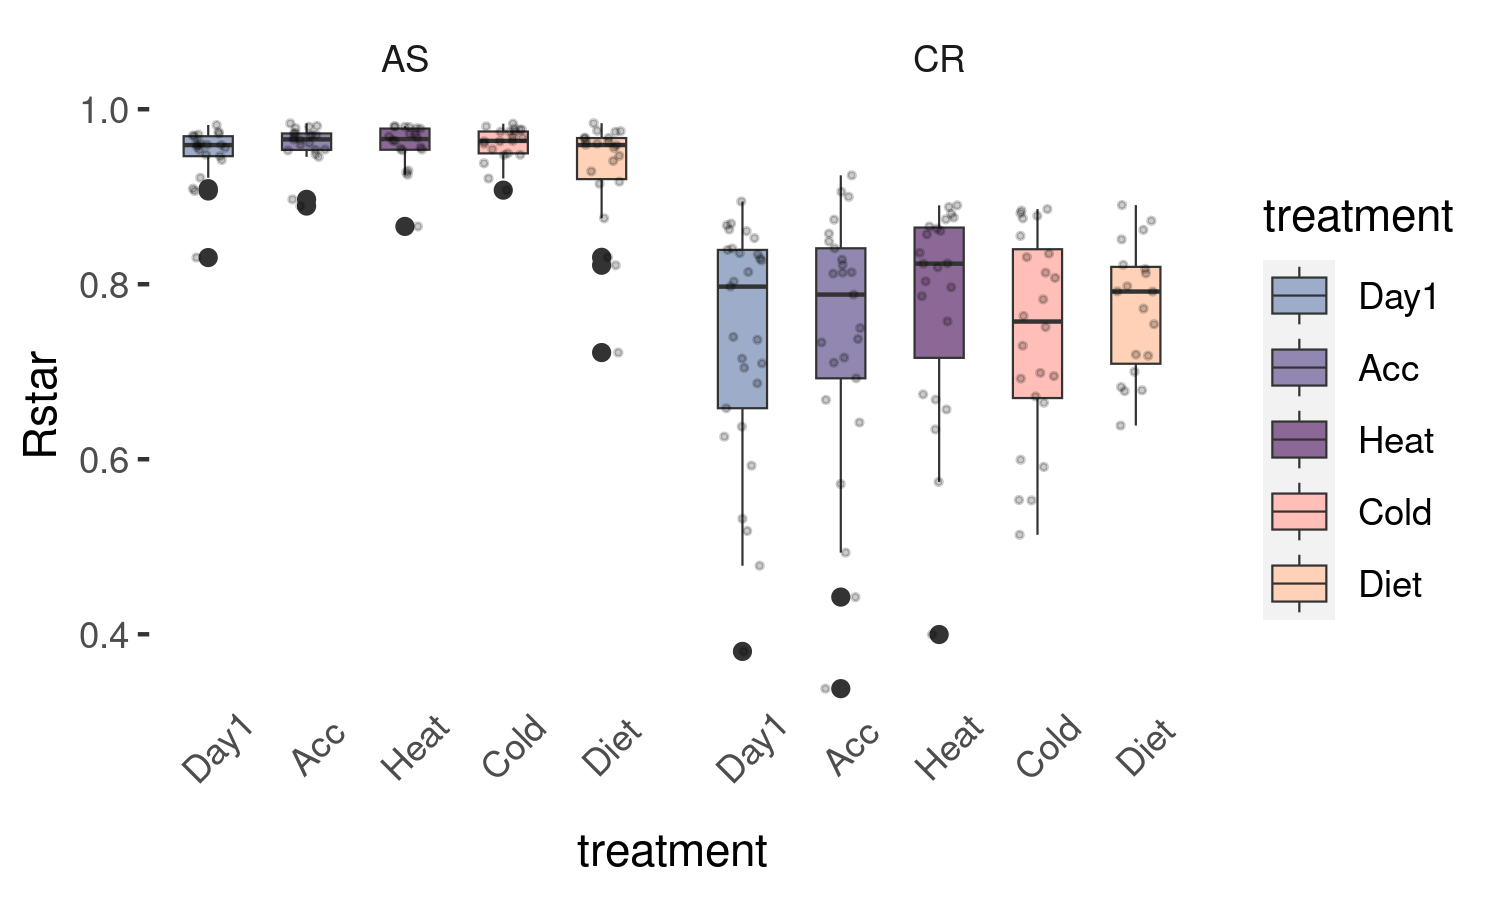 AS
CR
1.0
0.8
0.6
0.4
Rstar
Day1
Acc
Heat
Cold
Diet
Day1
Acc
Heat
Cold
Diet
treatment
treatment
Day1
Acc
Heat
Cold
Diet